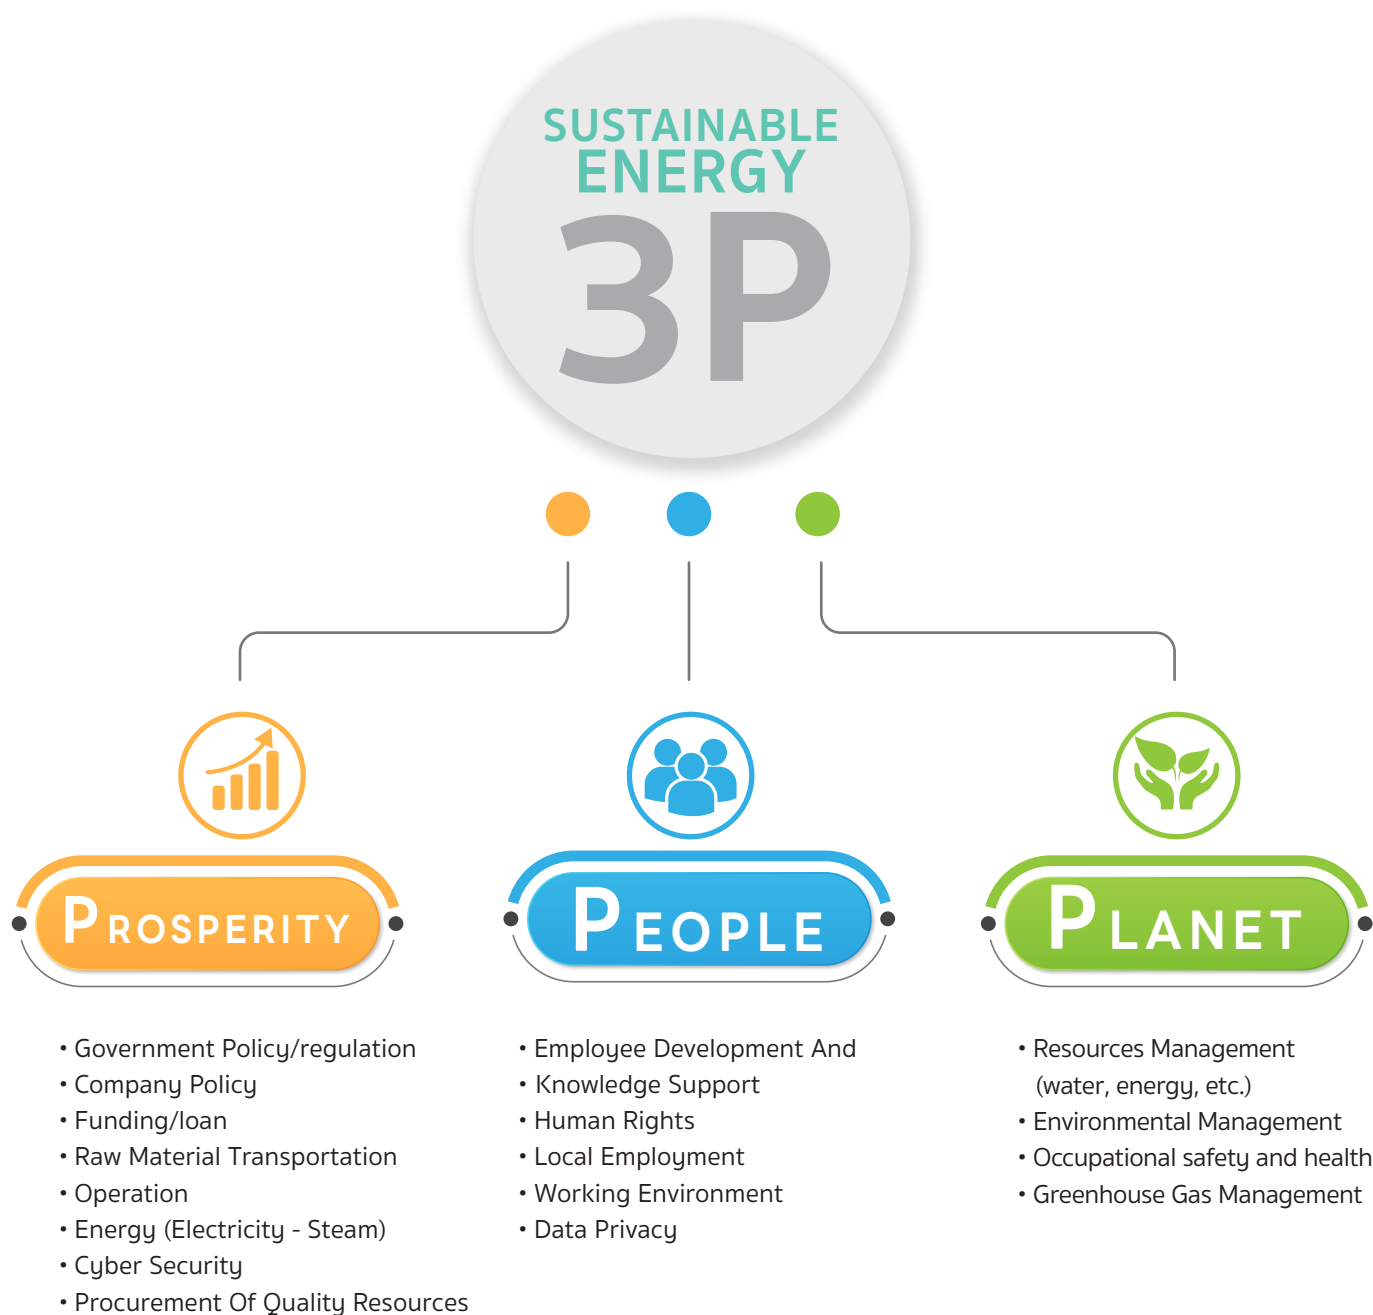 SUSTAINABLE
ENERGY
3P
PROSPERITY
• Government Policy/regulation
• Company Policy
• Funding/loan
• Raw Material Transportation
• Operation
• Energy (Electricity - Steam)
• Cyber Security
• Procurement Of Quality Resources
PEOPLE
• Employee Development And
• Knowledge Support
• Human Rights
• Local Employment
• Working Environment
• Data Privacy
PLANET
• Resources Management
(water, energy, etc.)
• Environmental Management
• Occupational safety and health
• Greenhouse Gas Management